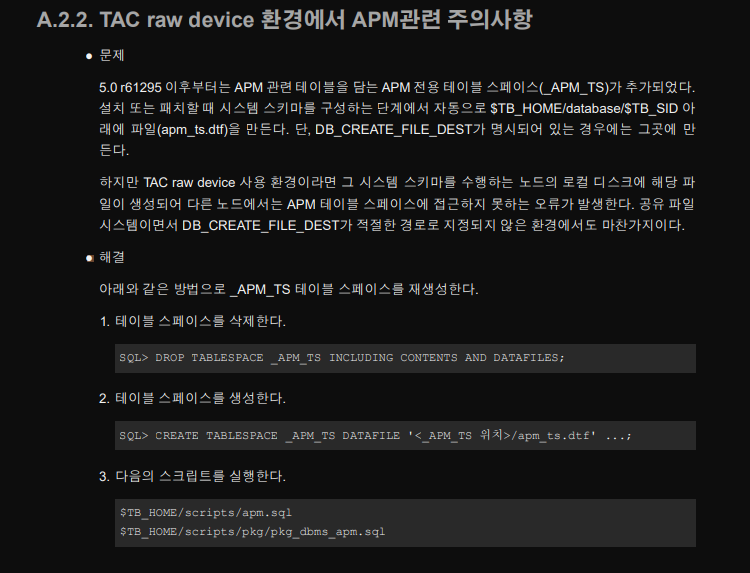 A.2.2. TAC raw device 환경에서 APM관련 주의사항
● 문제
5.0 r61295 이후부터는 APM 관련 테이블을 담는 APM 전용 테이블 스페이스(_APM_TS)가 추가되었다.
설치 또는 패치할 때 시스템 스키마를 구성하는 단계에서 자동으로 $TB_HOME/database/$TB_SID 아
래에 파일(apm_ts.dtf)을 만든다. 단, DB_CREATE_FILE_DEST가 명시되어 있는 경우에는 그곳에 만
든다.
하지만 TAC raw device 사용 환경이라면 그 시스템 스키마를 수행하는 노드의 로컬 디스크에 해당 파
일이 생성되어 다른 노드에서는 APM 테이블 스페이스에 접근하지 못하는 오류가 발생한다. 공유 파일
시스템이면서 DB_CREATE_FILE_DEST가 적절한 경로로 지정되지 않은 환경에서도 마찬가지이다.
● 해결
아래와 같은 방법으로 _APM_TS 테이블 스페이스를 재생성한다.
1. 테이블 스페이스를 삭제한다.
SQL> DROP TABLESPACE _APM_TS INCLUDING CONTENTS AND DATAFILES;
2. 테이블 스페이스를 생성한다.
SQL> CREATE TABLESPACE _APM_TS DATAFILE '<_APM_TS 위치>/apm_ts.dtf' ...;
3. 다음의 스크립트를 실행한다.
$TB_HOME/scripts/apm.sql
$TB_HOME/scripts/pkg/pkg_dbms_apm.sql